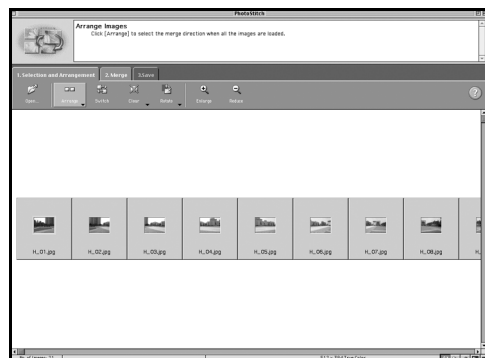 PhotoStitch
Arrange Images
Click [Arrange] to select the merge direction when all the images are loaded.
1.Selection and Arrangement 2.Merge 3.Save
Open... Arrange Switch Clear Rotate Enlarge Reduce
?
H_01.jpg H_02.jpg H_03.jpg H_04.jpg H_05.jpg H_06.jpg H_07.jpg H_08.jpg